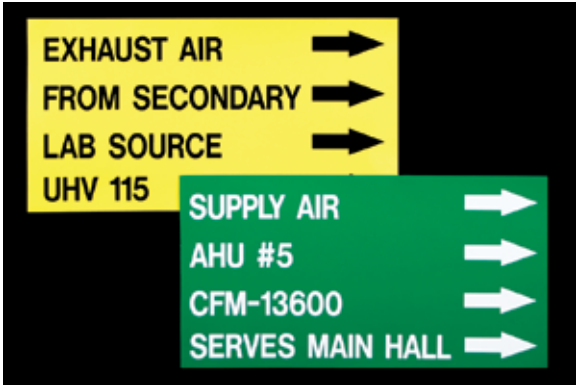 EXHAUST AIR
FROM SECONDARY
LAB SOURCE
UHV 115
SUPPLY AIR
AHU #5
CFM-13600
SERVES MAIN HALL